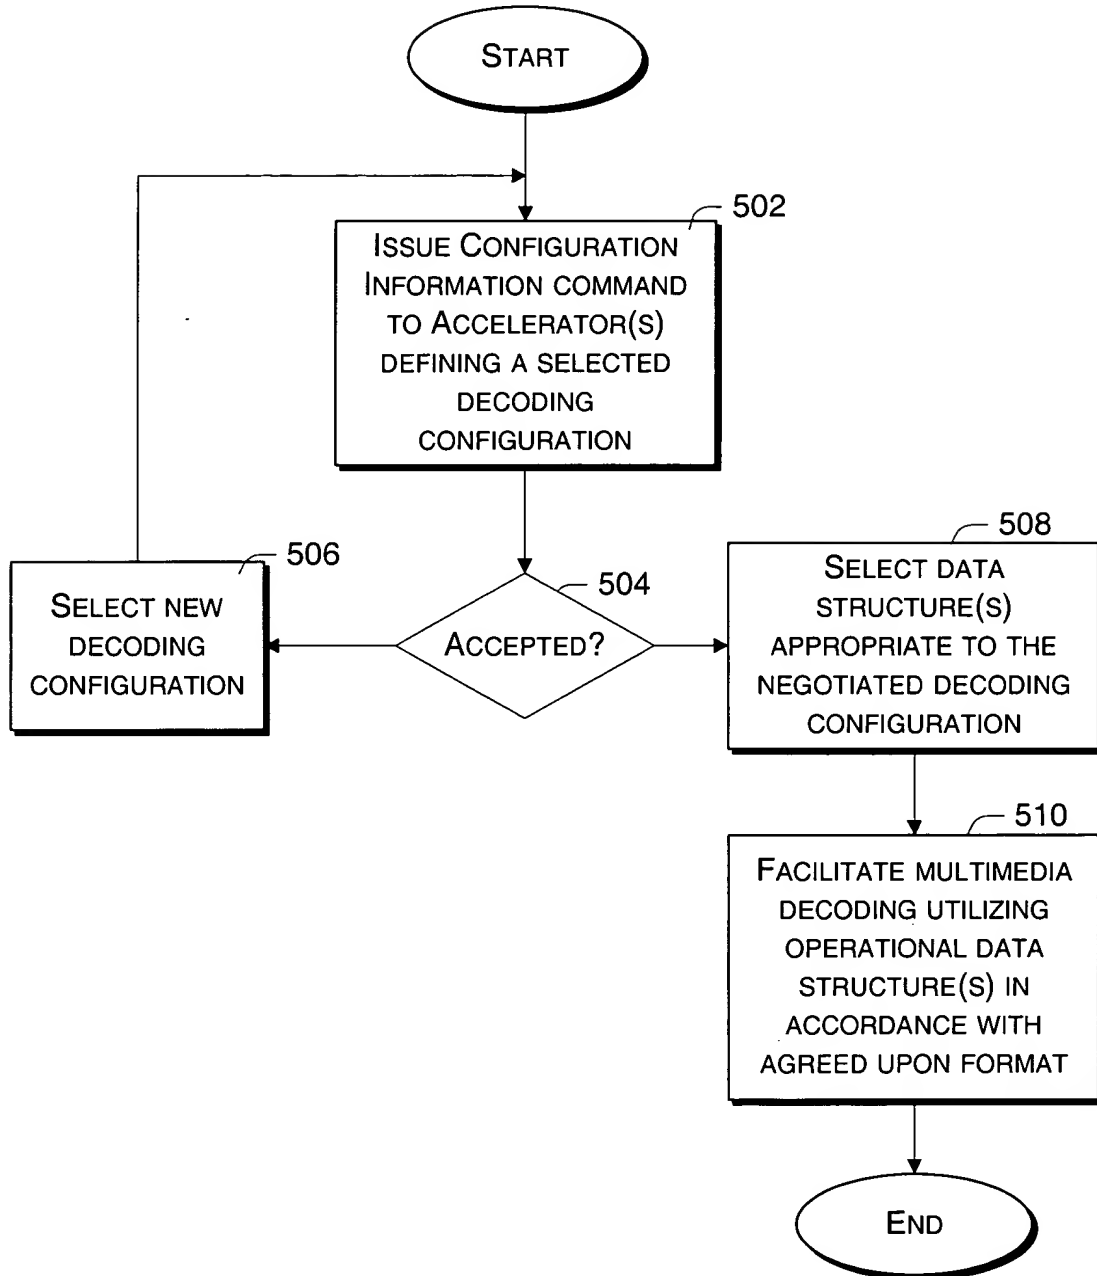 START
502
ISSUE CONFIGURATION
INFORMATION COMMAND
TO ACCELERATOR(S)
DEFINING A SELECTED
DECODING
CONFIGURATION
506
SELECT NEW
DECODING
CONFIGURATION
504
ACCEPTED?
508
SELECT DATA
STRUCTURE(S)
APPROPRIATE TO THE
NEGOTIATED DECODING
CONFIGURATION
510
FACILITATE MULTIMEDIA
DECODING UTILIZING
OPERATIONAL DATA
STRUCTURE(S) IN
ACCORDANCE WITH
AGREED UPON FORMAT
END